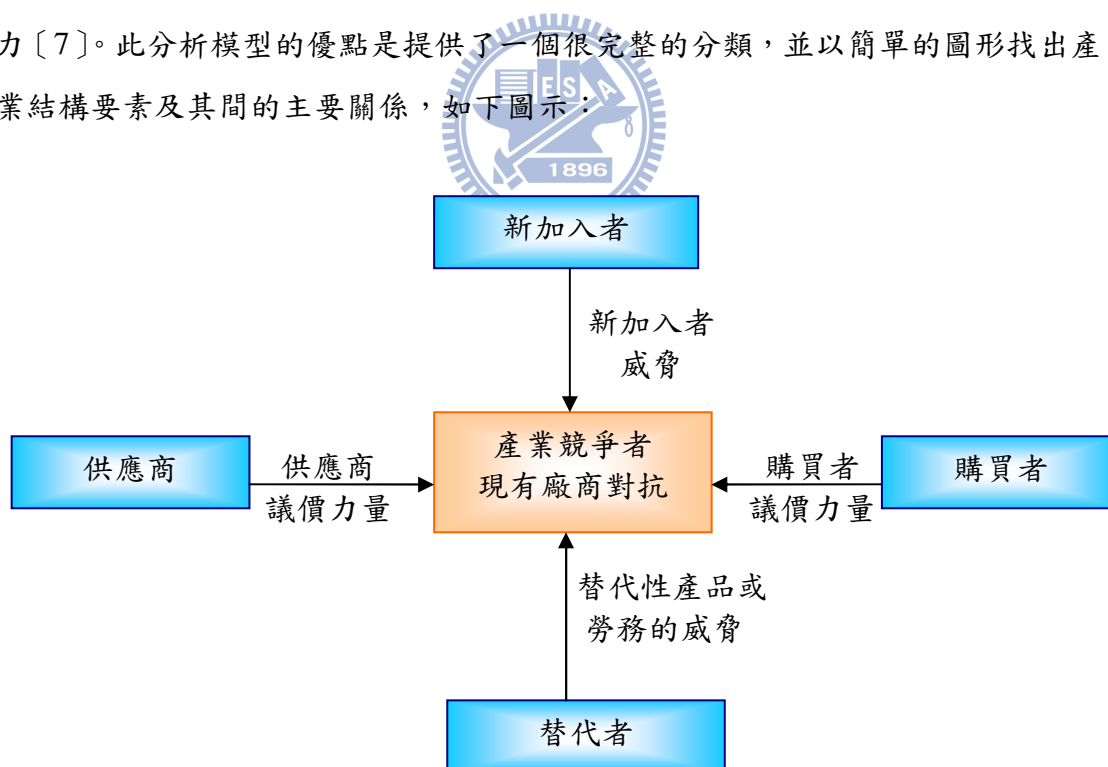 力〔7〕。此分析模型的優點是提供了一個很完整的分類，並以簡單的圖形找出產
業結構要素及其間的主要關係，如下圖示：
ESA
1896
新加入者
新加入者
威脅
產業競爭者
現有廠商對抗
供應商
供應商
議價力量
購買者
議價力量
購買者
替代性產品或
勞務的威脅
替代者